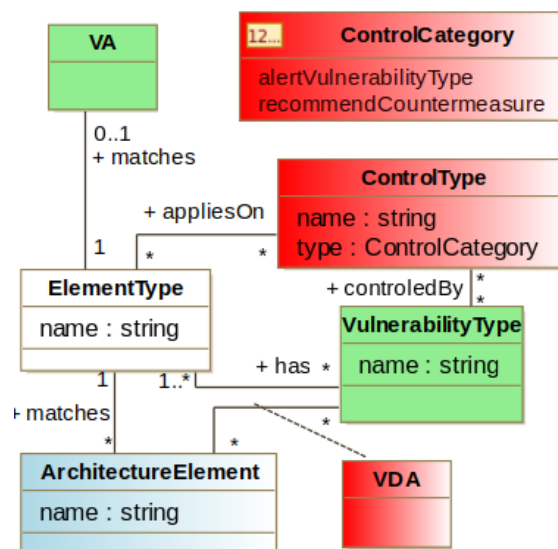 VA
12...
ControlCategory
alertVulnerabilityType
recommendCountermeasure
0..1
+ matches
ControlType
name : string
type : ControlCategory
+ appliesOn
1
*
*
ElementType
name : string
+ controledBy
*
*
VulnerabilityType
name : string
+ has
*
1..*
1
+ matches
*
*
*
ArchitectureElement
name : string
VDA